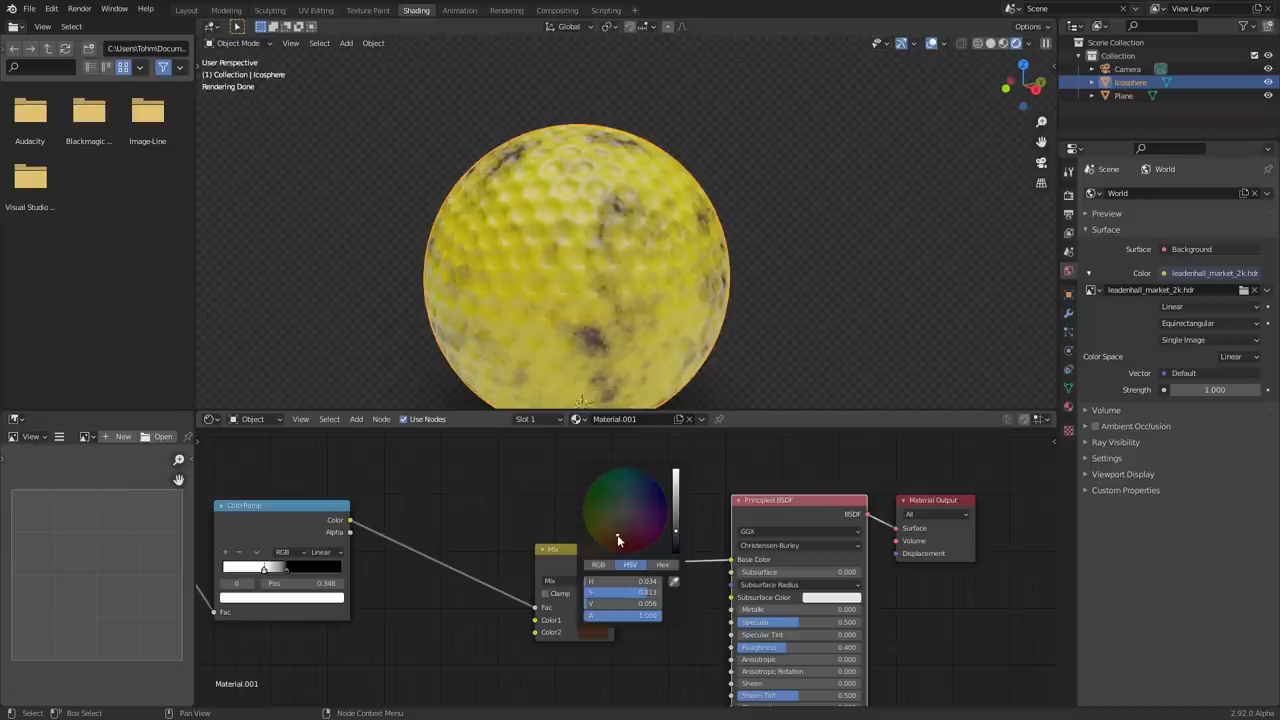 File Edit Render Window Help Layout Modeling Sculpting UV Editing Texture Paint Shading Animation Rendering Compositing Scripting Scene View Layer
View Select Global Options
C:\Users\Tohm\Docum... Object Mode View Select Add Object
User Perspective
(1) Collection | Icosphere
Rendering Done
Audacity Blackmagic ... Image-Line
Visual Studio ...
Scene Collection
Collection
Camera
Icosphere
Plane
Scene World
World
Preview
Surface
Surface Background
Color leadenhall_market_2k.hdr
leadenhall_market_2k.hdr
Linear
Equirectangular
Single Image
Color Space Linear
Vector Default
Strength 1.000
Volume
Ambient Occlusion
Ray Visibility
Settings
Viewport Display
Custom Properties
Object View Select Add Node Use Nodes Slot 1 Material.001
View New Open
ColorRamp
Color
Alpha
RGB Linear
0 Pos 0.348
Fac
Mix
Mix
Clamp
Fac
Color1
Color2
RGB HSV Hex
H 0.034
S 0.813
V 0.056
A 1.000
Principled BSDF
BSDF
GGX
Christensen-Burley
Base Color
Subsurface 0.000
Subsurface Radius
Subsurface Color
Metallic 0.000
Specular 0.500
Specular Tint 0.000
Roughness 0.400
Anisotropic 0.000
Anisotropic Rotation 0.000
Sheen 0.000
Sheen Tint 0.500
Material Output
All
Surface
Volume
Displacement
Material.001
Select Box Select Pan View Node Context Menu 2.92.0 Alpha